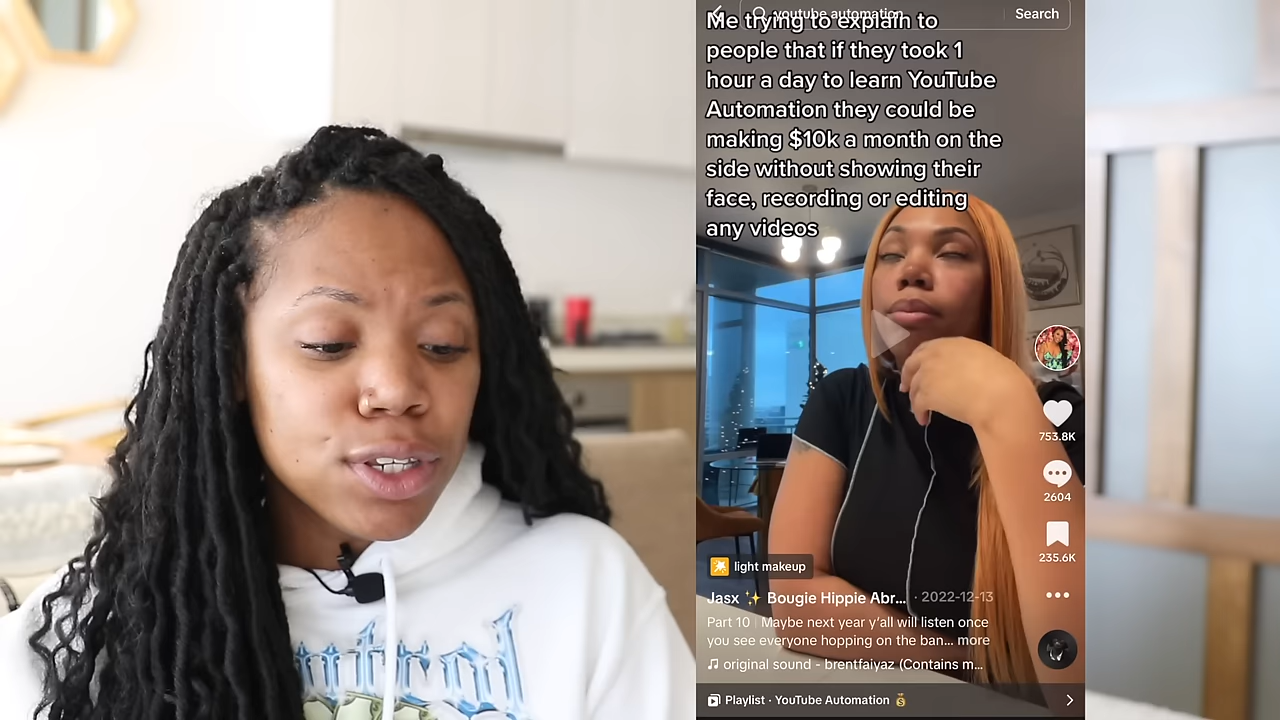 youtube automation
Search
Me trying to explain to
people that if they took 1
hour a day to learn YouTube
Automation they could be
making $10k a month on the
side without showing their
face, recording or editing
any videos
753.8K
2604
235.6K
light makeup
Jasx ✨ Bougie Hippie Abr... · 2022-12-13
Part 10 Maybe next year y'all will listen once
you see everyone hopping on the ban... more
original sound - brentfaiyaz (Contains m...
Playlist · YouTube Automation 💰